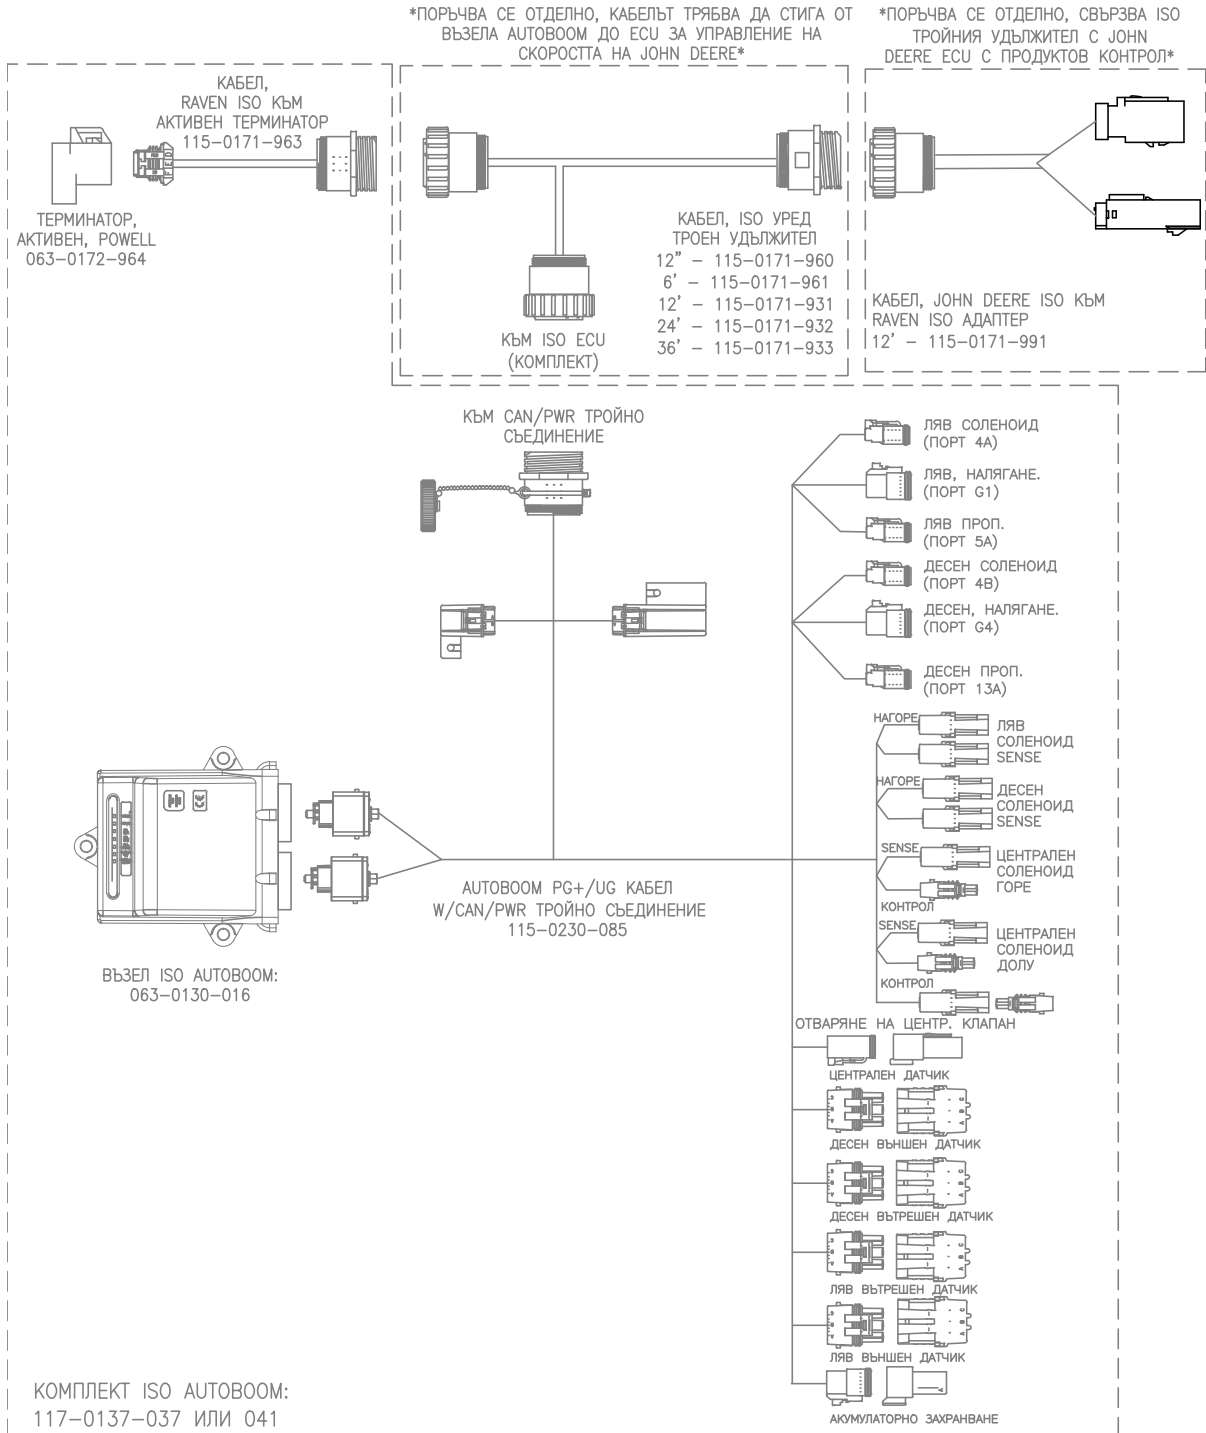 *ПОРЪЧВА СЕ ОТДЕЛНО, КАБЕЛЪТ ТРЯБВА ДА СТИГА ОТ
ВЪЗЕЛА AUTOBOOM ДО ECU ЗА УПРАВЛЕНИЕ НА
СКОРОСТТА НА JOHN DEERE*
*ПОРЪЧВА СЕ ОТДЕЛНО, СВЪРЗВА ISO
ТРОЙНИЯ УДЪЛЖИТЕЛ С JOHN
DEERE ECU С ПРОДУКТОВ КОНТРОЛ*
КАБЕЛ,
RAVEN ISO КЪМ
АКТИВЕН ТЕРМИНАТОР
115-0171-963
ТЕРМИНАТОР,
АКТИВЕН, POWELL
063-0172-964
КАБЕЛ, ISO УРЕД
ТРОЕН УДЪЛЖИТЕЛ
12" - 115-0171-960
6' - 115-0171-961
12' - 115-0171-931
24' - 115-0171-932
36' - 115-0171-933
КЪМ ISO ECU
(КОМПЛЕКТ)
КАБЕЛ, JOHN DEERE ISO КЪМ
RAVEN ISO АДАПТЕР
12' - 115-0171-991
КЪМ CAN/PWR ТРОЙНО
СЪЕДИНЕНИЕ
ЛЯВ СОЛЕНОИД
(ПОРТ 4A)
ЛЯВ, НАЛЯГАНЕ.
(ПОРТ G1)
ЛЯВ ПРОП.
(ПОРТ 5A)
ДЕСЕН СОЛЕНОИД
(ПОРТ 4B)
ДЕСЕН, НАЛЯГАНЕ.
(ПОРТ G4)
ДЕСЕН ПРОП.
(ПОРТ 13A)
НАГОРЕ
ЛЯВ
СОЛЕНОИД
SENSE
НАГОРЕ
ДЕСЕН
СОЛЕНОИД
SENSE
SENSE
ЦЕНТРАЛЕН
СОЛЕНОИД
ГОРЕ
КОНТРОЛ
SENSE
ЦЕНТРАЛЕН
СОЛЕНОИД
ДОЛУ
КОНТРОЛ
ОТВАРЯНЕ НА ЦЕНТР. КЛАПАН
ЦЕНТРАЛЕН ДАТЧИК
ДЕСЕН ВЪНШЕН ДАТЧИК
ДЕСЕН ВЪТРЕШЕН ДАТЧИК
ЛЯВ ВЪТРЕШЕН ДАТЧИК
ЛЯВ ВЪНШЕН ДАТЧИК
АКУМУЛАТОРНО ЗАХРАНВАНЕ
AUTOBOOM PG+/UG КАБЕЛ
W/CAN/PWR ТРОЙНО СЪЕДИНЕНИЕ
115-0230-085
ВЪЗЕЛ ISO AUTOBOOM:
063-0130-016
КОМПЛЕКТ ISO AUTOBOOM:
117-0137-037 ИЛИ 041